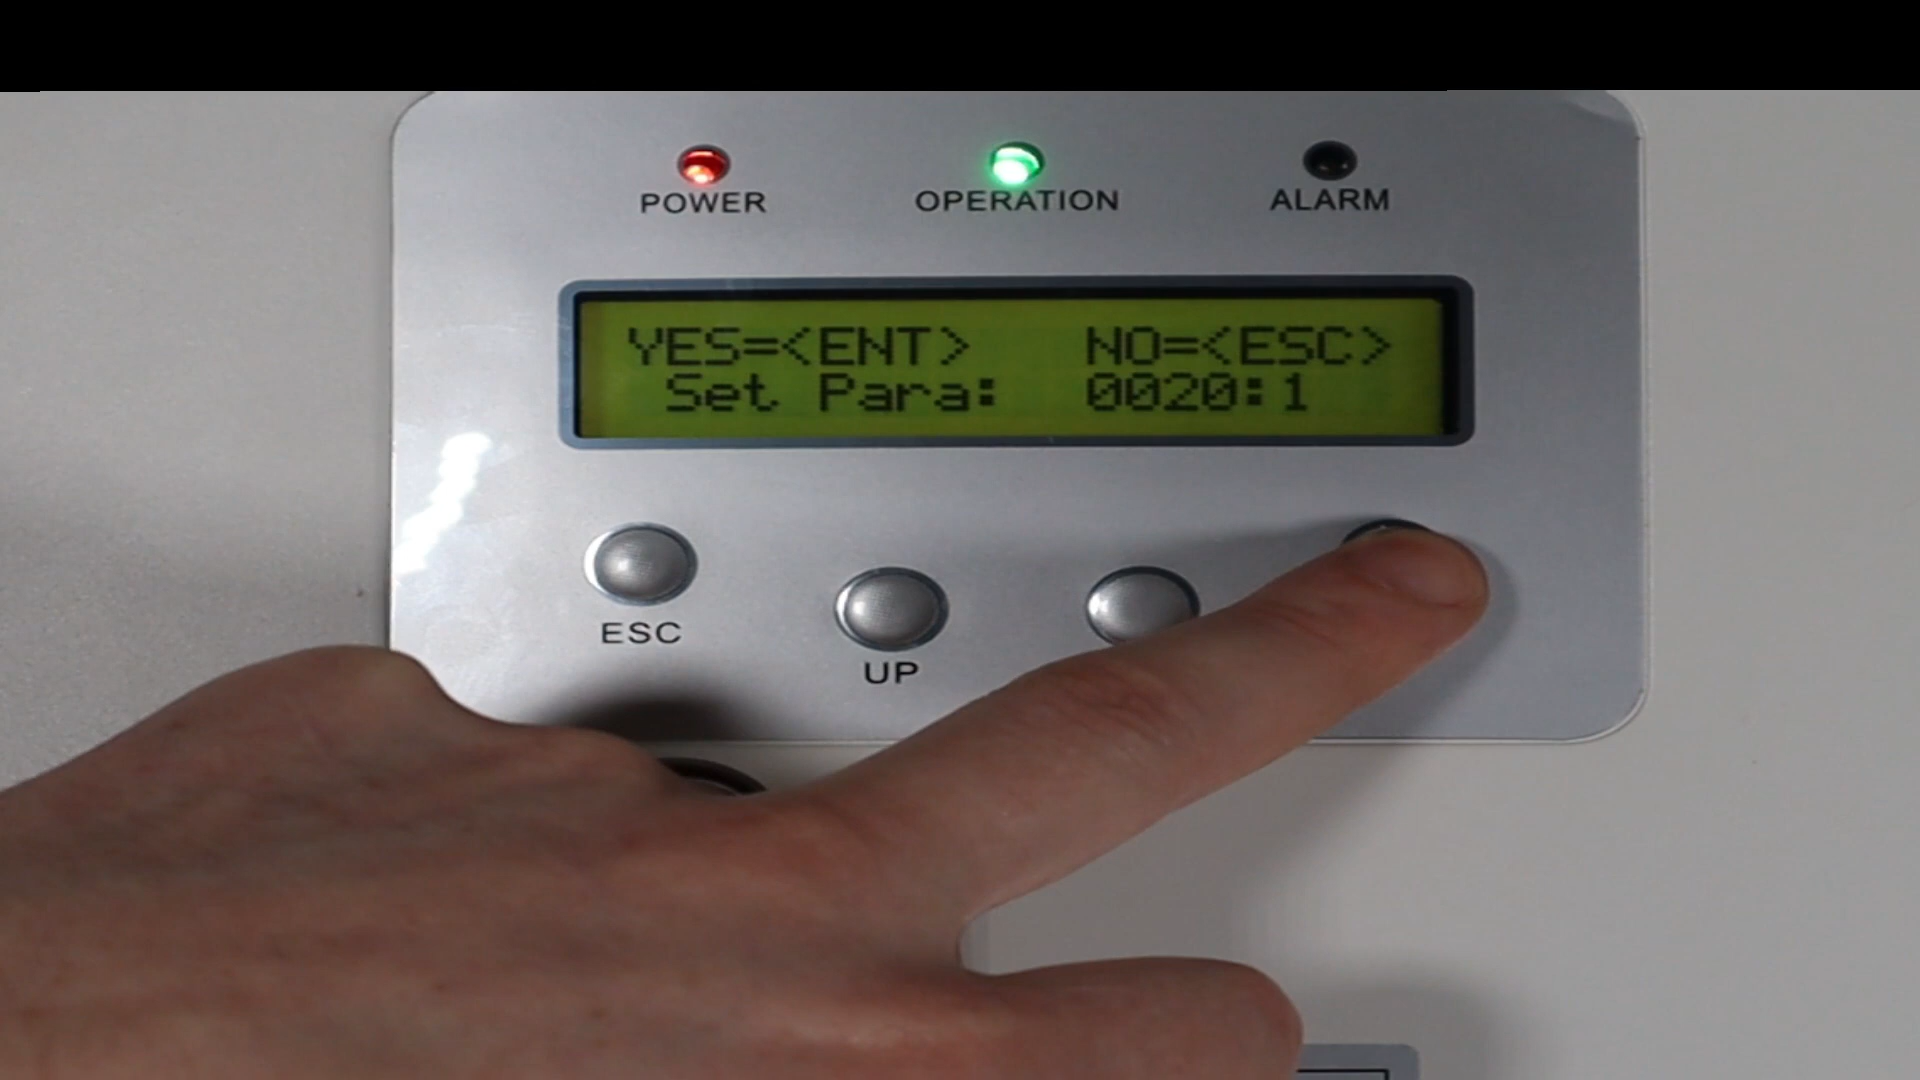 POWER OPERATION ALARM
YES=<ENT> NO=<ESC>
Set Para: 0020:1
ESC
UP